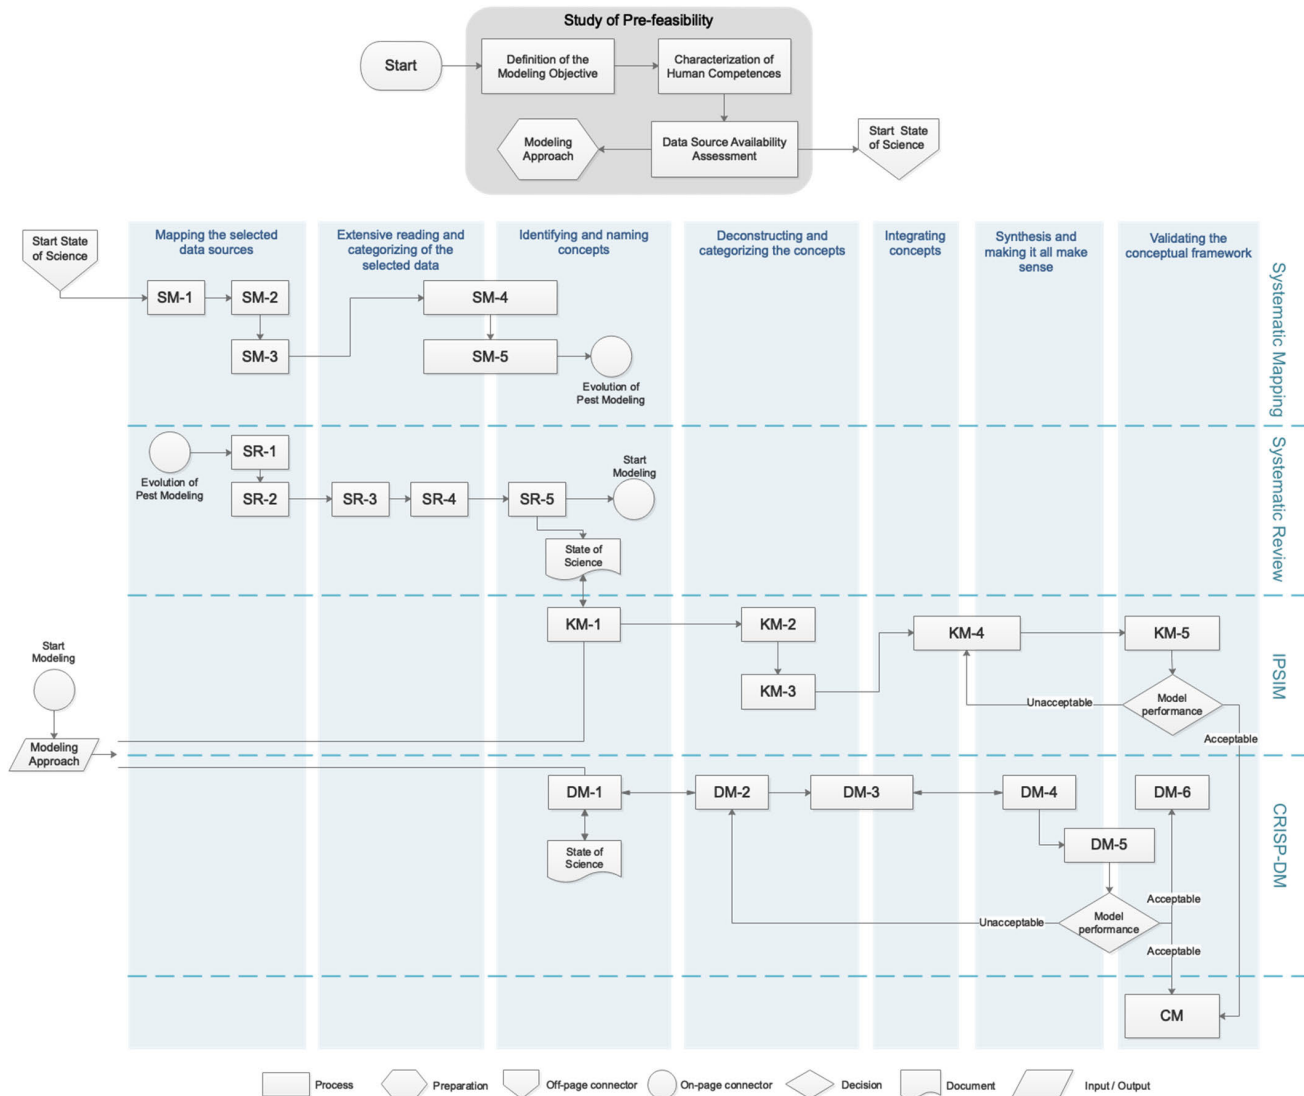 Study of Pre-feasibility
Start
Definition of the
Modeling Objective
Characterization of
Human Competences
Modeling
Approach
Data Source Availability
Assessment
Start State
of Science
Start State
of Science
Mapping the selected
data sources
Extensive reading and
categorizing of the
selected data
Identifying and naming
concepts
Deconstructing and
categorizing the concepts
Integrating
concepts
Synthesis and
making it all make
sense
Validating the
conceptual framework
Systematic Mapping
SM-1
SM-2
SM-3
SM-4
SM-5
Evolution of
Pest Modeling
Systematic Review
Evolution of
Pest Modeling
SR-1
SR-2
SR-3
SR-4
SR-5
Start
Modeling
State of
Science
IPSIM
KM-1
KM-2
KM-3
KM-4
KM-5
Model
performance
Unacceptable
Acceptable
Start
Modeling
Modeling
Approach
CRISP-DM
DM-1
DM-2
DM-3
DM-4
DM-5
DM-6
State of
Science
Model
performance
Unacceptable
Acceptable
Acceptable
CM
Process
Preparation
Off-page connector
On-page connector
Decision
Document
Input / Output